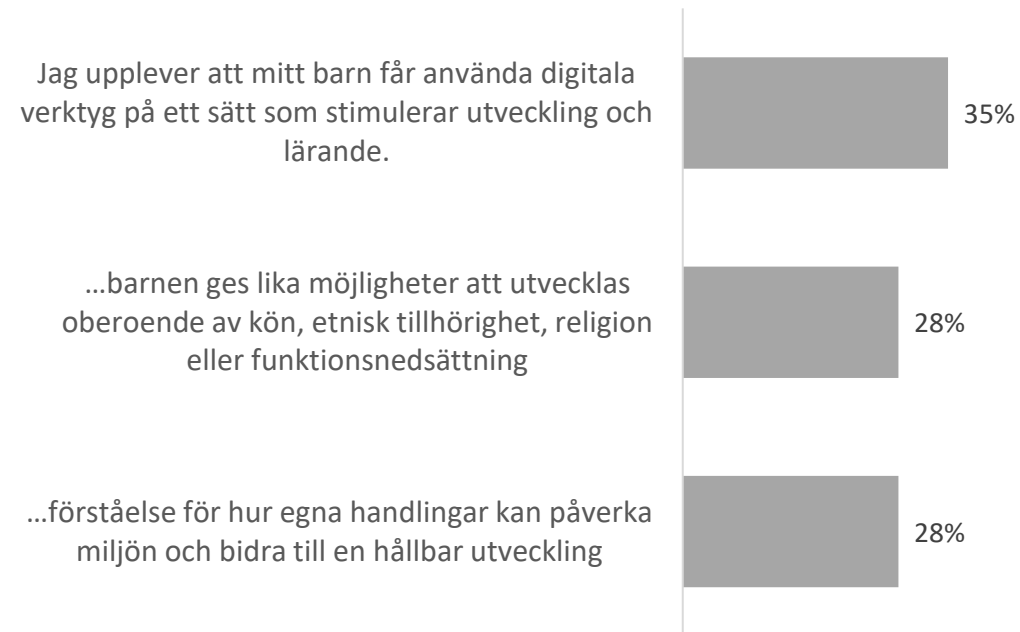 Jag upplever att mitt barn får använda digitala
verktyg på ett sätt som stimulerar utveckling och
lärande.
35%
…barnen ges lika möjligheter att utvecklas
oberoende av kön, etnisk tillhörighet, religion
eller funktionsnedsättning
28%
…förståelse för hur egna handlingar kan påverka
miljön och bidra till en hållbar utveckling
28%